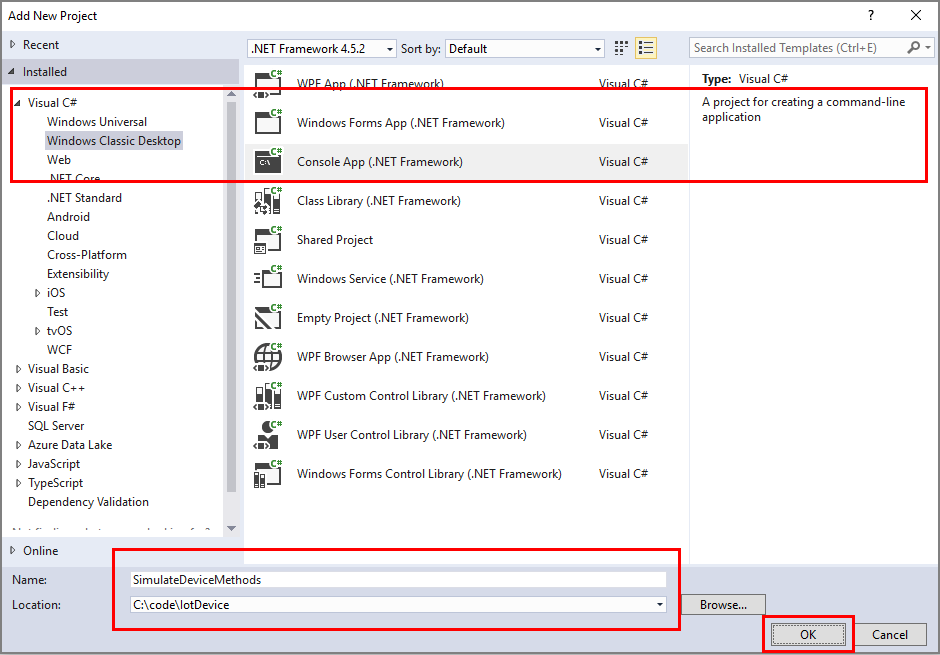 Add New Project
?
Recent
.NET Framework 4.5.2
Sort by:
Default
Search Installed Templates (Ctrl+E)
Installed
Visual C#
Windows Universal
Windows Classic Desktop
Web
.NET Core
.NET Standard
Android
Cloud
Cross-Platform
Extensibility
iOS
Test
tvOS
WCF
Visual Basic
Visual C++
Visual F#
SQL Server
Azure Data Lake
JavaScript
TypeScript
Dependency Validation
Online
WPF App (.NET Framework) Visual C#
Windows Forms App (.NET Framework) Visual C#
Console App (.NET Framework) Visual C#
Class Library (.NET Framework) Visual C#
Shared Project Visual C#
Windows Service (.NET Framework) Visual C#
Empty Project (.NET Framework) Visual C#
WPF Browser App (.NET Framework) Visual C#
WPF Custom Control Library (.NET Framework) Visual C#
WPF User Control Library (.NET Framework) Visual C#
Windows Forms Control Library (.NET Framework) Visual C#
Type: Visual C#
A project for creating a command-line
application
Name: SimulateDeviceMethods
Location: C:\code\IotDevice
Browse...
OK
Cancel